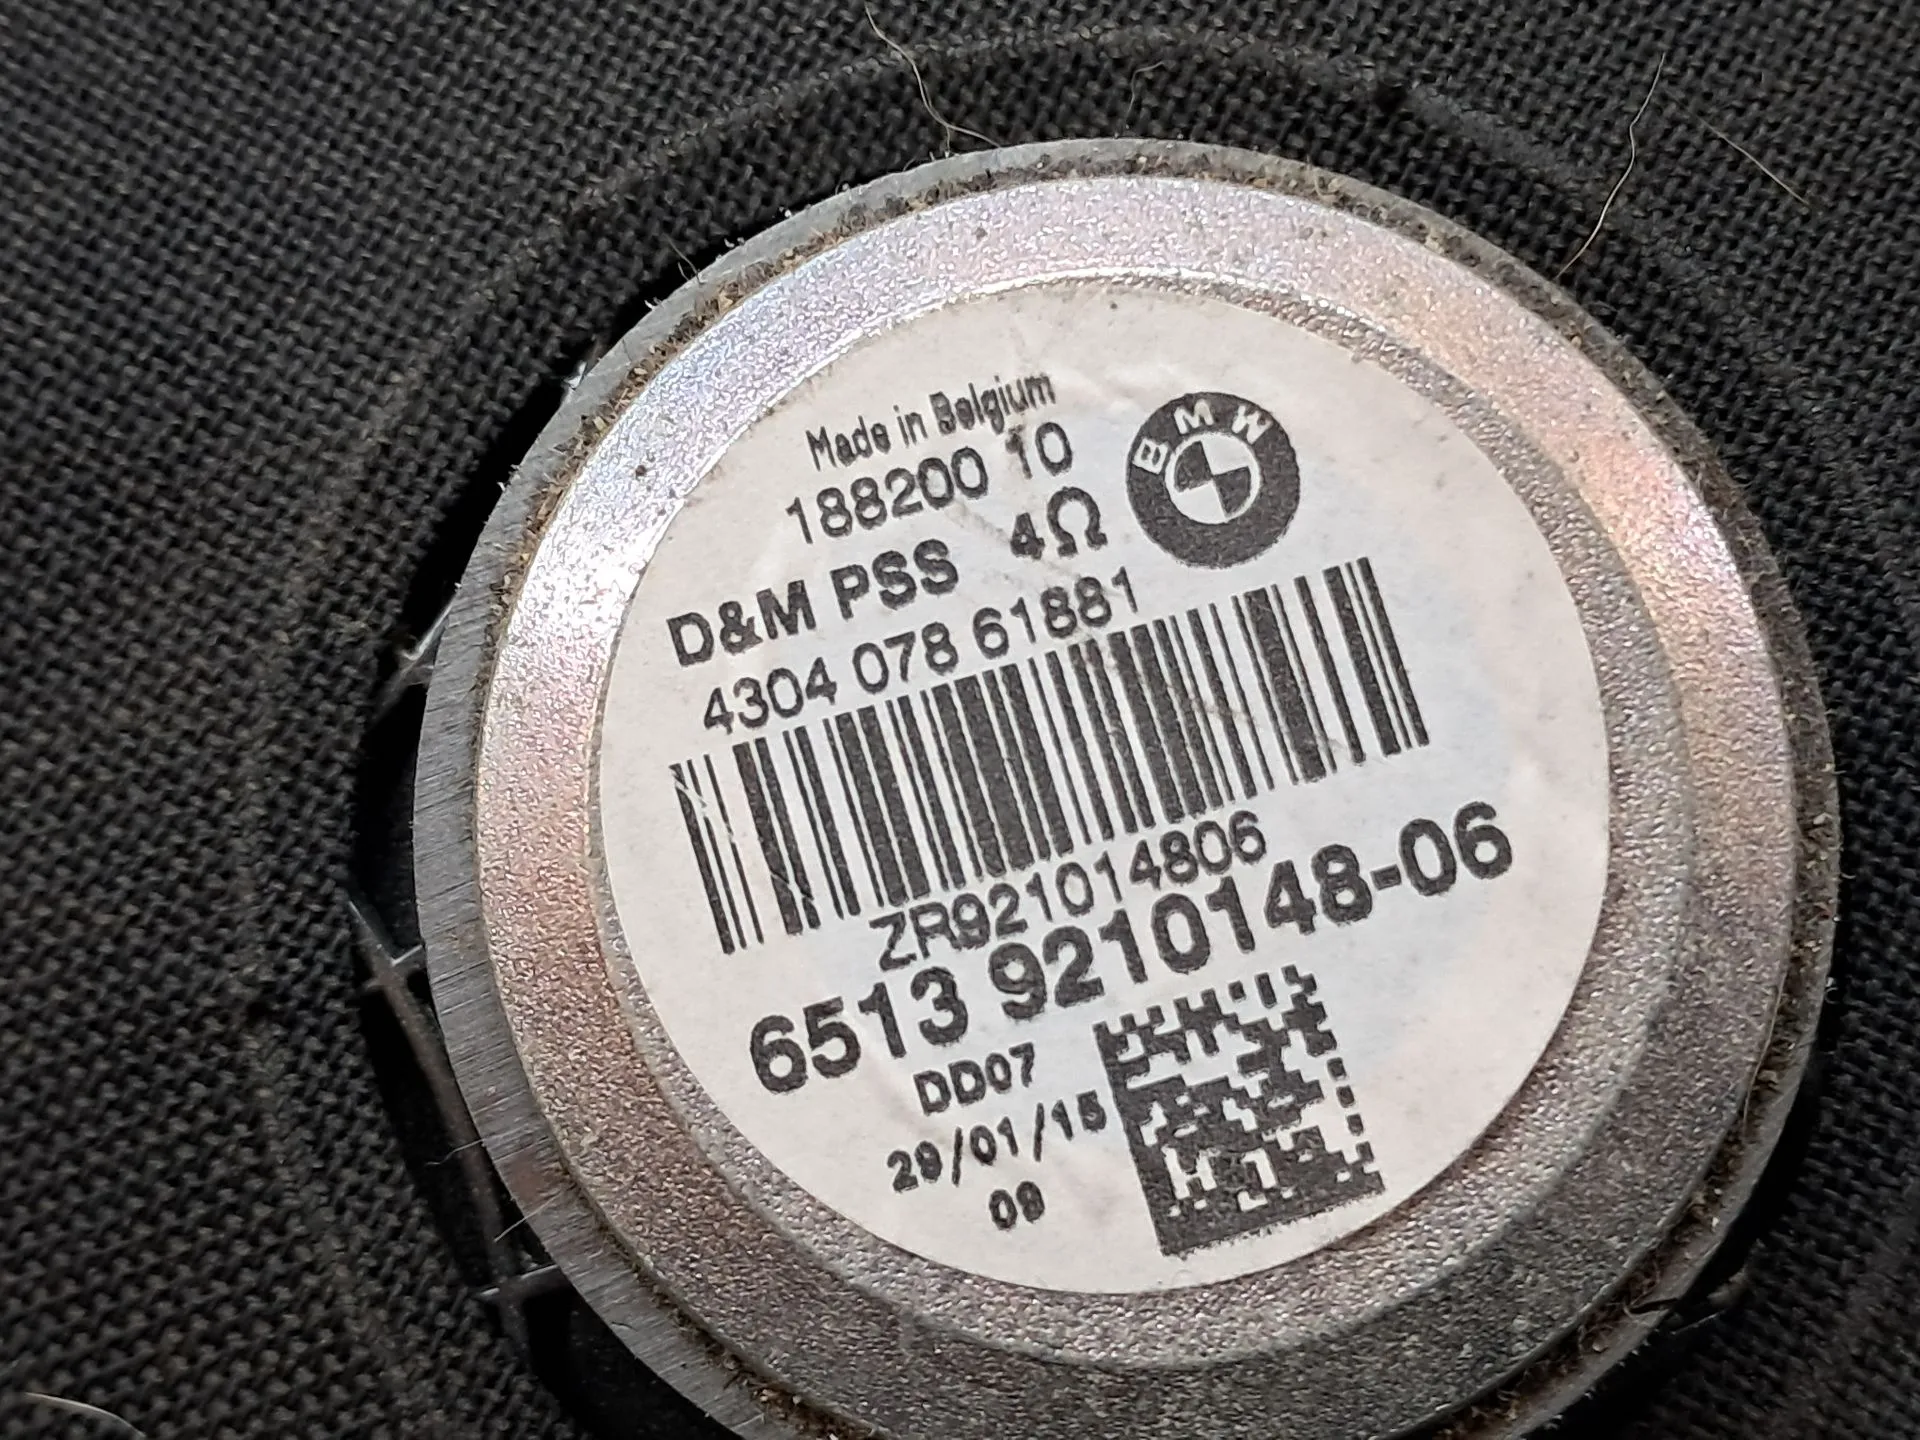 Made in Belgium
188200 10
BMW
D&M PSS 4Ω
4304 078 61881
ZR921014806
6513 9210148-06
DD07
29/01/15
09